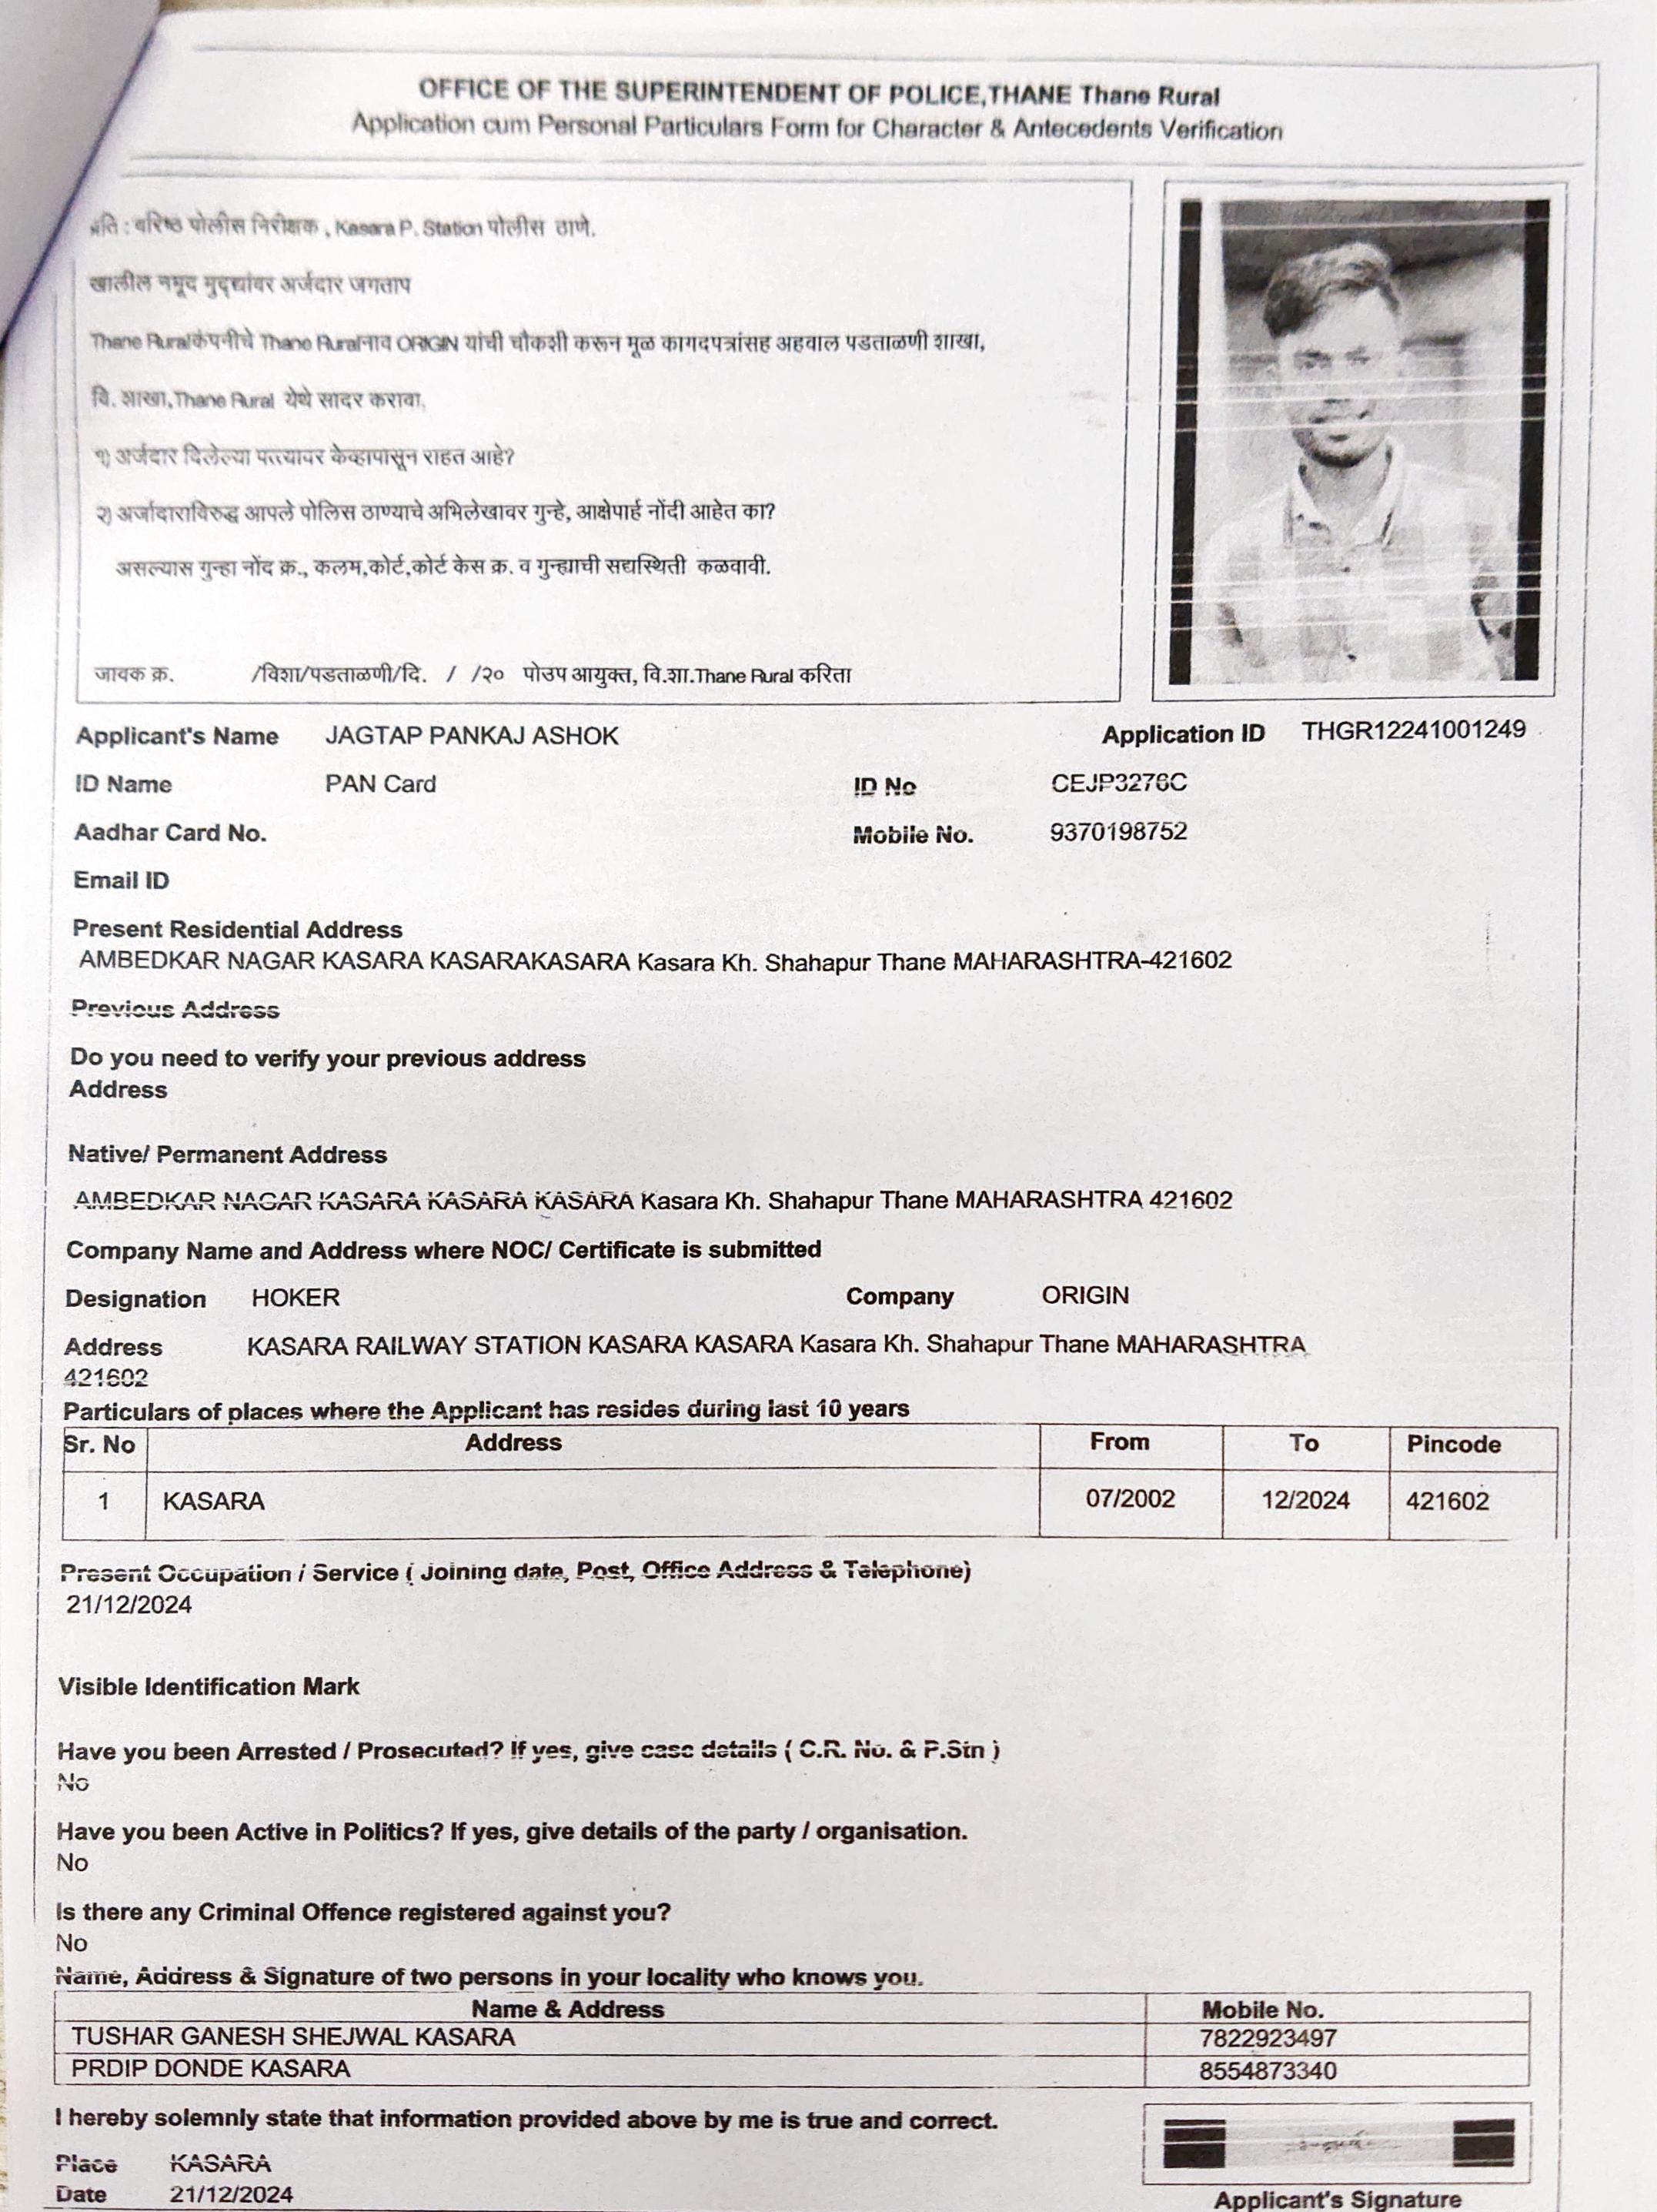 OFFICE OF THE SUPERINTENDENT OF POLICE,THANE Thane Rural
Application cum Personal Particulars Form for Character & Antecedents Verification
प्रति : वरिष्ठ पोलीस निरीक्षक , Kasara P. Station पोलीस ठाणे.
खालील नमूद मुद्द्यांवर अर्जदार जगताप
Thane Ruralकंपनीचे Thane Ruralनाव ORIGIN यांची चौकशी करून मूळ कागदपत्रांसह अहवाल पडताळणी शाखा,
वि. शाखा,Thane Rural येथे सादर करावा.
१) अर्जदार दिलेल्या पत्त्यावर केव्हापासून राहत आहे?
२) अर्जादाराविरुद्ध आपले पोलिस ठाण्याचे अभिलेखावर गुन्हे, आक्षेपार्ह नोंदी आहेत का?
असल्यास गुन्हा नोंद क्र., कलम,कोर्ट,कोर्ट केस क्र. व गुन्ह्याची सद्यस्थिती कळवावी.
जावक क्र. /विशा/पडताळणी/दि. / /२० पोउप आयुक्त, वि.शा.Thane Rural करिता
Applicant's Name JAGTAP PANKAJ ASHOK Application ID THGR12241001249
ID Name PAN Card ID No CEJP3276C
Aadhar Card No. Mobile No. 9370198752
Email ID
Present Residential Address
AMBEDKAR NAGAR KASARA KASARAKASARA Kasara Kh. Shahapur Thane MAHARASHTRA-421602
Previous Address
Do you need to verify your previous address
Address
Native/ Permanent Address
AMBEDKAR NAGAR KASARA KASARA KASARA Kasara Kh. Shahapur Thane MAHARASHTRA 421602
Company Name and Address where NOC/ Certificate is submitted
Designation HOKER Company ORIGIN
Address KASARA RAILWAY STATION KASARA KASARA Kasara Kh. Shahapur Thane MAHARASHTRA
421602
Particulars of places where the Applicant has resides during last 10 years
Sr. No Address From To Pincode
1 KASARA 07/2002 12/2024 421602
Present Occupation / Service ( Joining date, Post, Office Address & Telephone)
21/12/2024
Visible Identification Mark
Have you been Arrested / Prosecuted? If yes, give case details ( C.R. No. & P.Stn )
No
Have you been Active in Politics? If yes, give details of the party / organisation.
No
Is there any Criminal Offence registered against you?
No
Name, Address & Signature of two persons in your locality who knows you.
Name & Address Mobile No.
TUSHAR GANESH SHEJWAL KASARA 7822923497
PRDIP DONDE KASARA 8554873340
I hereby solemnly state that information provided above by me is true and correct.
Place KASARA
Date 21/12/2024
Applicant's Signature